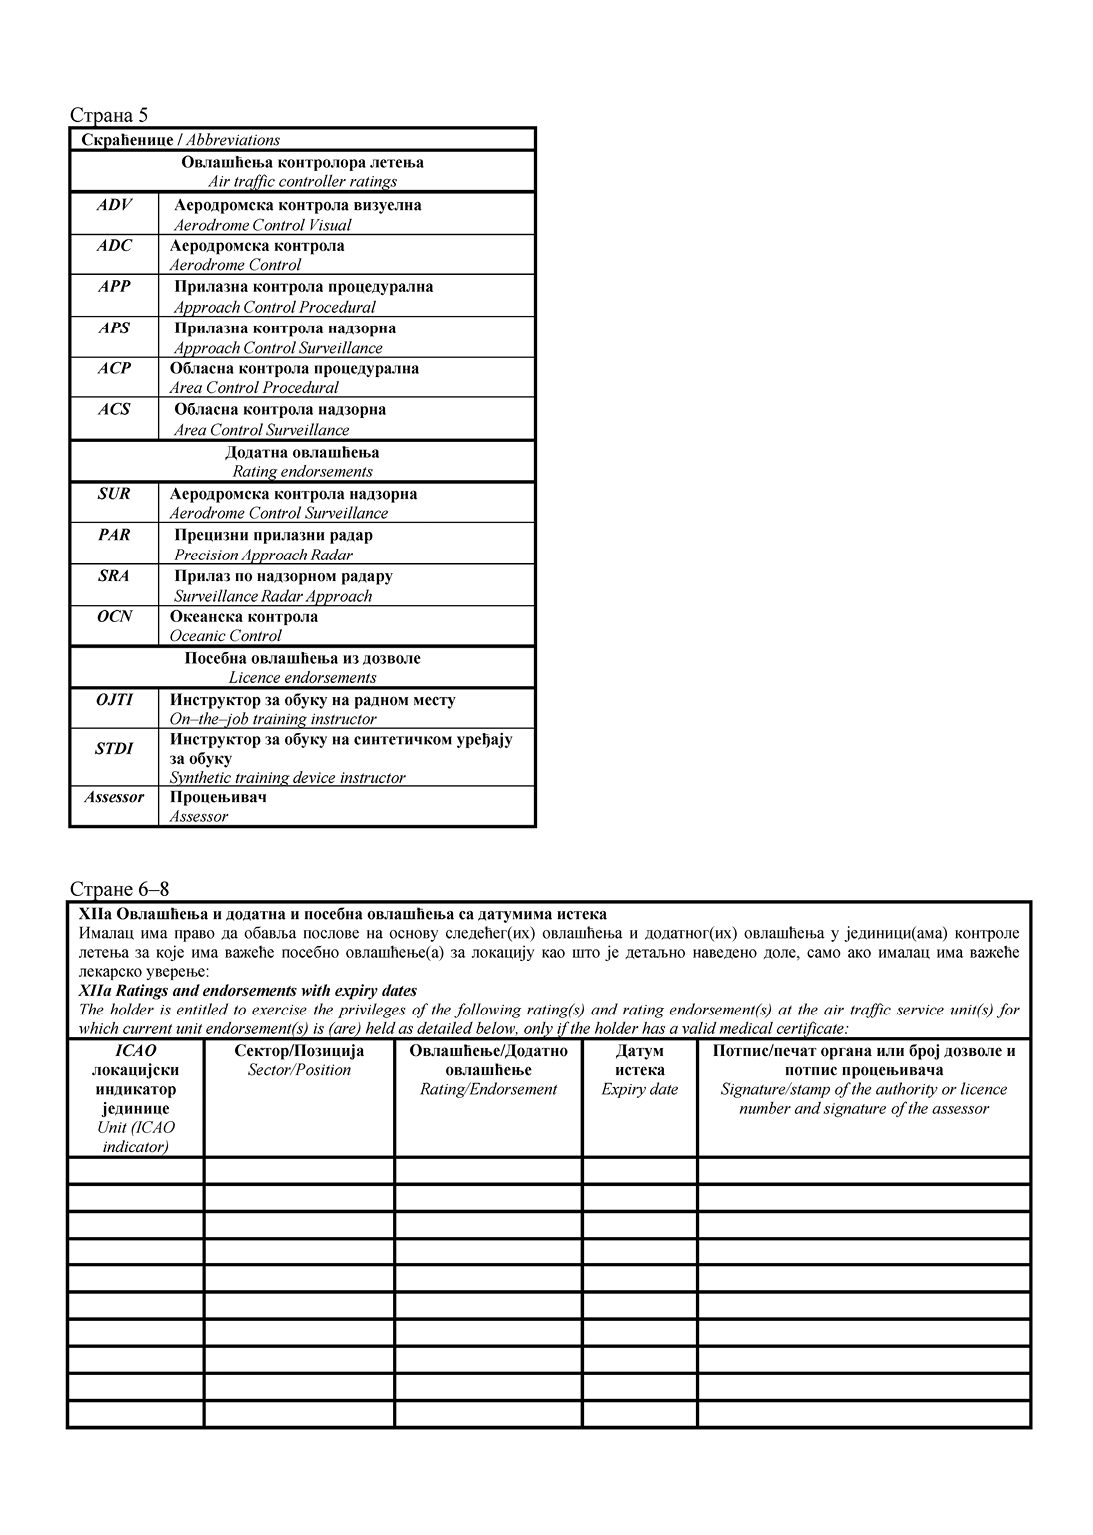 Страна 5
Скраћенице / Abbreviations
Овлашћења контролора летења
Air traffic controller ratings
ADV Аеродромска контрола визуелна
Aerodrome Control Visual
ADC Аеродромска контрола
Aerodrome Control
APP Прилазна контрола процедурална
Approach Control Procedural
APS Прилазна контрола надзорна
Approach Control Surveillance
ACP Обласна контрола процедурална
Area Control Procedural
ACS Обласна контрола надзорна
Area Control Surveillance
Додатна овлашћења
Rating endorsements
SUR Аеродромска контрола надзорна
Aerodrome Control Surveillance
PAR Прецизни прилазни радар
Precision Approach Radar
SRA Прилаз по надзорном радару
Surveillance Radar Approach
OCN Океанска контрола
Oceanic Control
Посебна овлашћења из дозволе
Licence endorsements
OJTI Инструктор за обуку на радном месту
On–the–job training instructor
STDI Инструктор за обуку на синтетичком уређају
за обуку
Synthetic training device instructor
Assessor Процењивач
Assessor
Стране 6–8
XIIa Овлашћења и додатна и посебна овлашћења са датумима истека
Ималац има право да обавља послове на основу следећег(их) овлашћења и додатног(их) овлашћења у јединици(ама) контроле
летења за које има важеће посебно овлашћење(а) за локацију као што је детаљно наведено доле, само ако ималац има важеће
лекарско уверење:
XIIa Ratings and endorsements with expiry dates
The holder is entitled to exercise the privileges of the following rating(s) and rating endorsement(s) at the air traffic service unit(s) for
which current unit endorsement(s) is (are) held as detailed below, only if the holder has a valid medical certificate:
ICAO
локацијски
индикатор
јединице
Unit (ICAO
indicator)
Сектор/Позиција
Sector/Position
Овлашћење/Додатно
овлашћење
Rating/Endorsement
Датум
истека
Expiry date
Потпис/печат органа или број дозволе и
потпис процењивача
Signature/stamp of the authority or licence
number and signature of the assessor